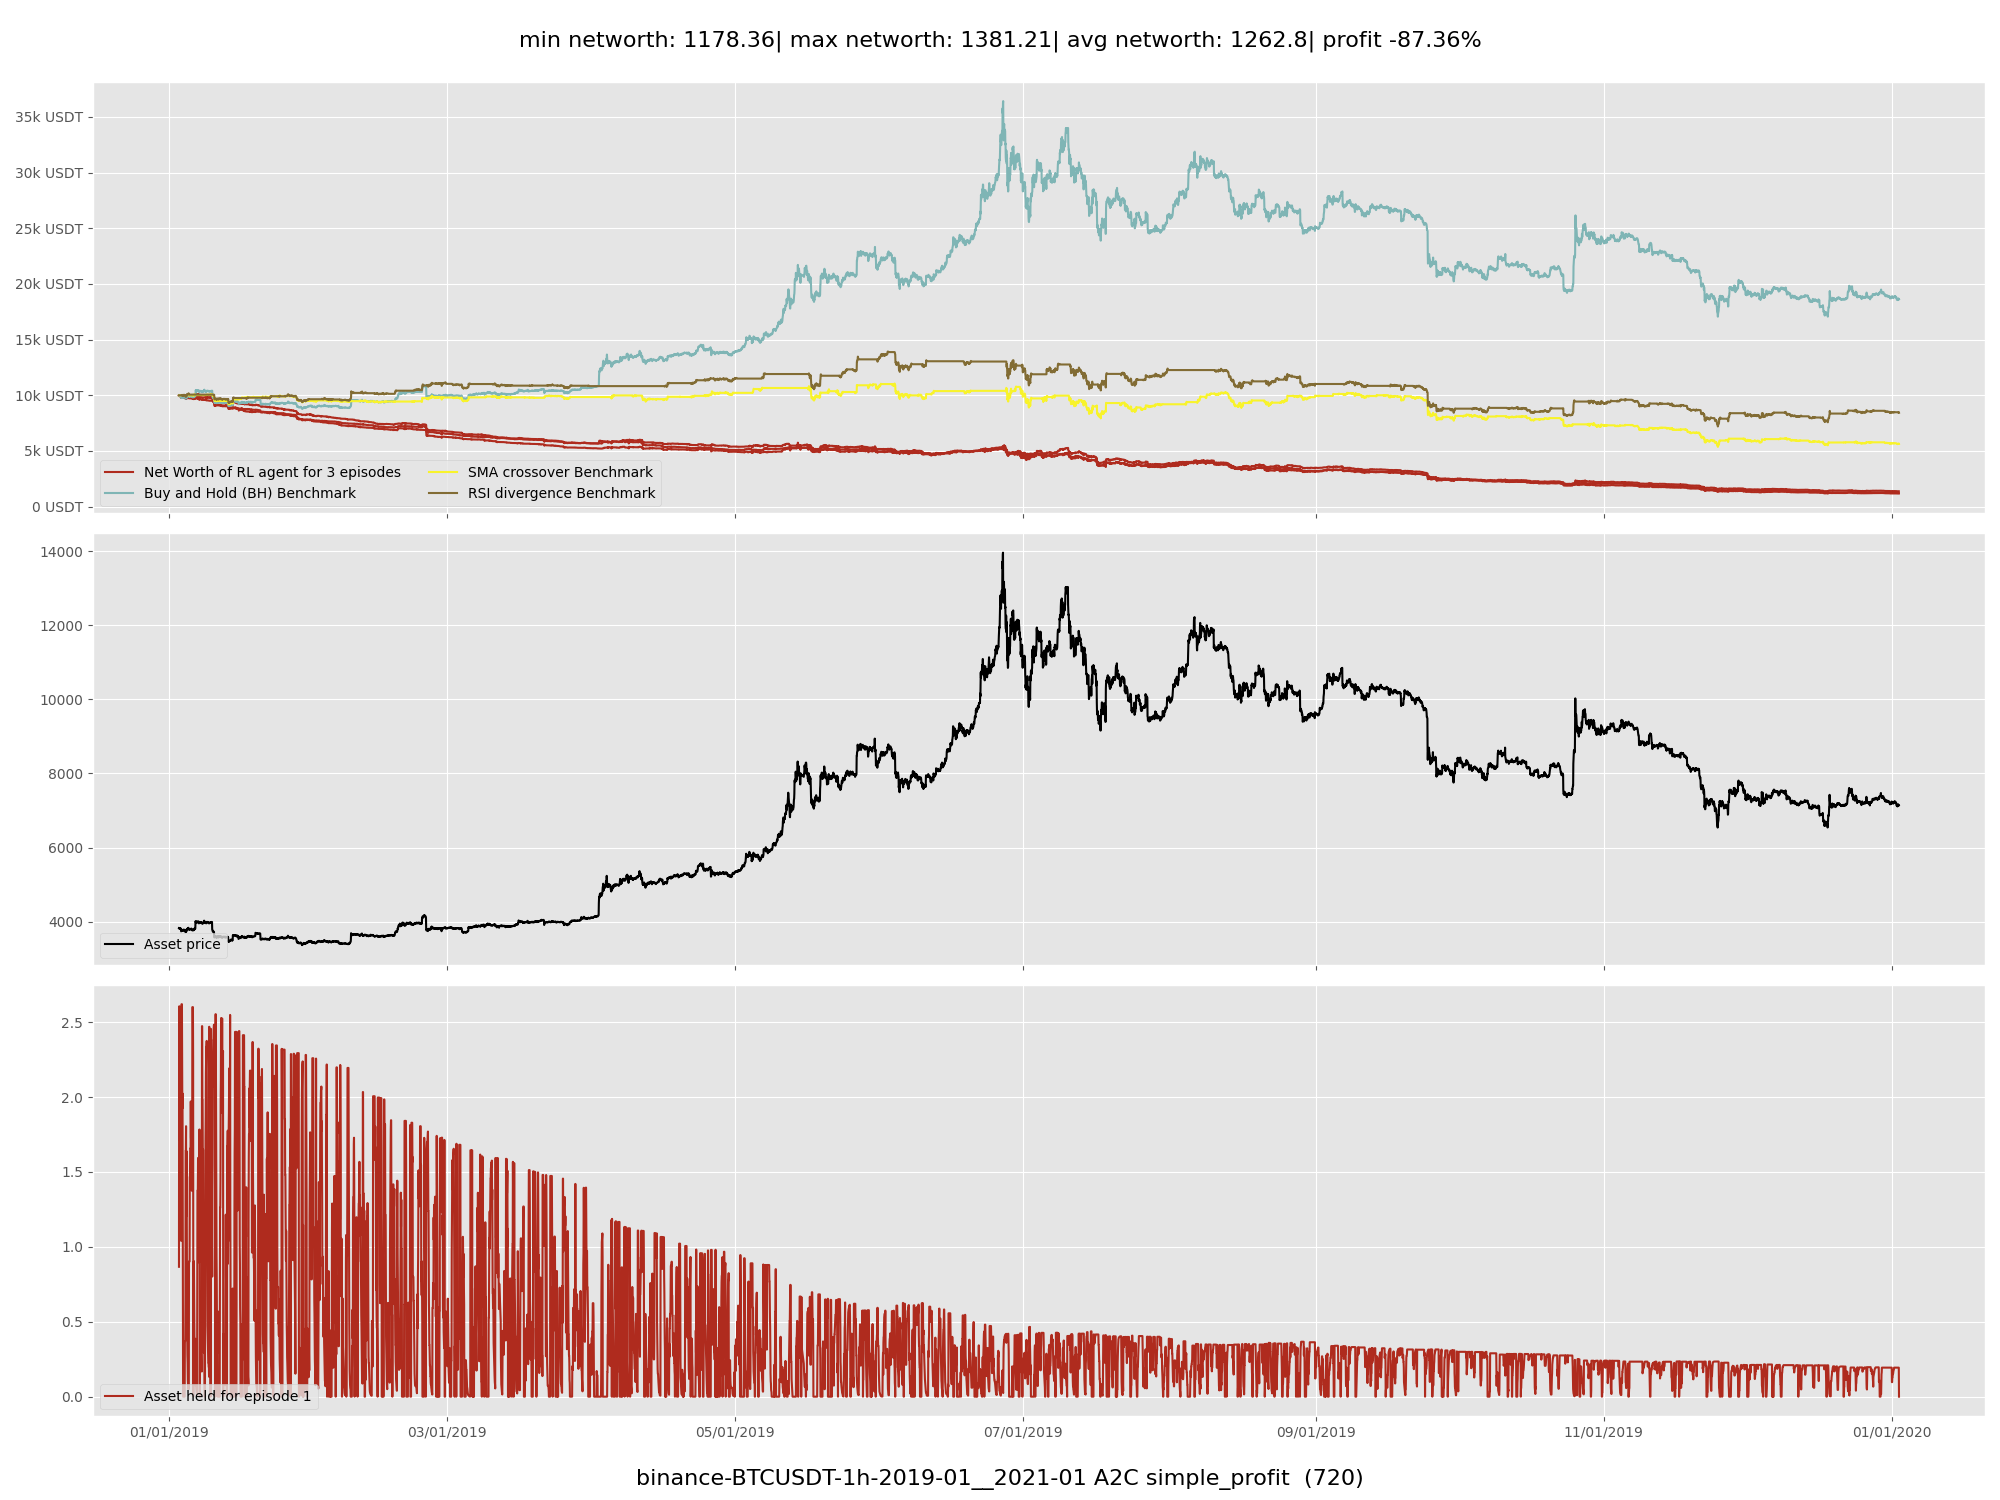 min networth: 1178.36| max networth: 1381.21| avg networth: 1262.8| profit -87.36%
35k USDT
30k USDT
25k USDT
20k USDT
15k USDT
10k USDT
5k USDT
0 USDT
Net Worth of RL agent for 3 episodes
Buy and Hold (BH) Benchmark
SMA crossover Benchmark
RSI divergence Benchmark
14000
12000
10000
8000
6000
4000
Asset price
2.5
2.0
1.5
1.0
0.5
0.0
Asset held for episode 1
01/01/2019 03/01/2019 05/01/2019 07/01/2019 09/01/2019 11/01/2019 01/01/2020
binance-BTCUSDT-1h-2019-01__2021-01 A2C simple_profit (720)